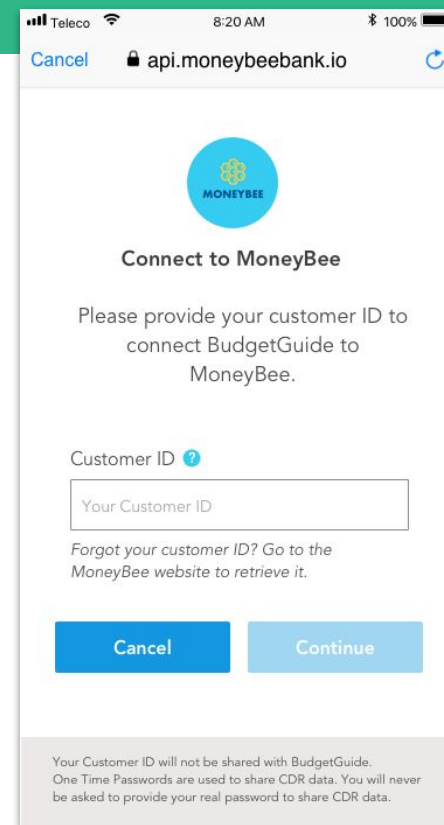 Teleco 8:20 AM 100%
Cancel api.moneybeebank.io
MONEYBEE
Connect to MoneyBee
Please provide your customer ID to
connect BudgetGuide to
MoneyBee.
Customer ID ?
Your Customer ID
Forgot your customer ID? Go to the
MoneyBee website to retrieve it.
Cancel Continue
Your Customer ID will not be shared with BudgetGuide.
One Time Passwords are used to share CDR data. You will never
be asked to provide your real password to share CDR data.